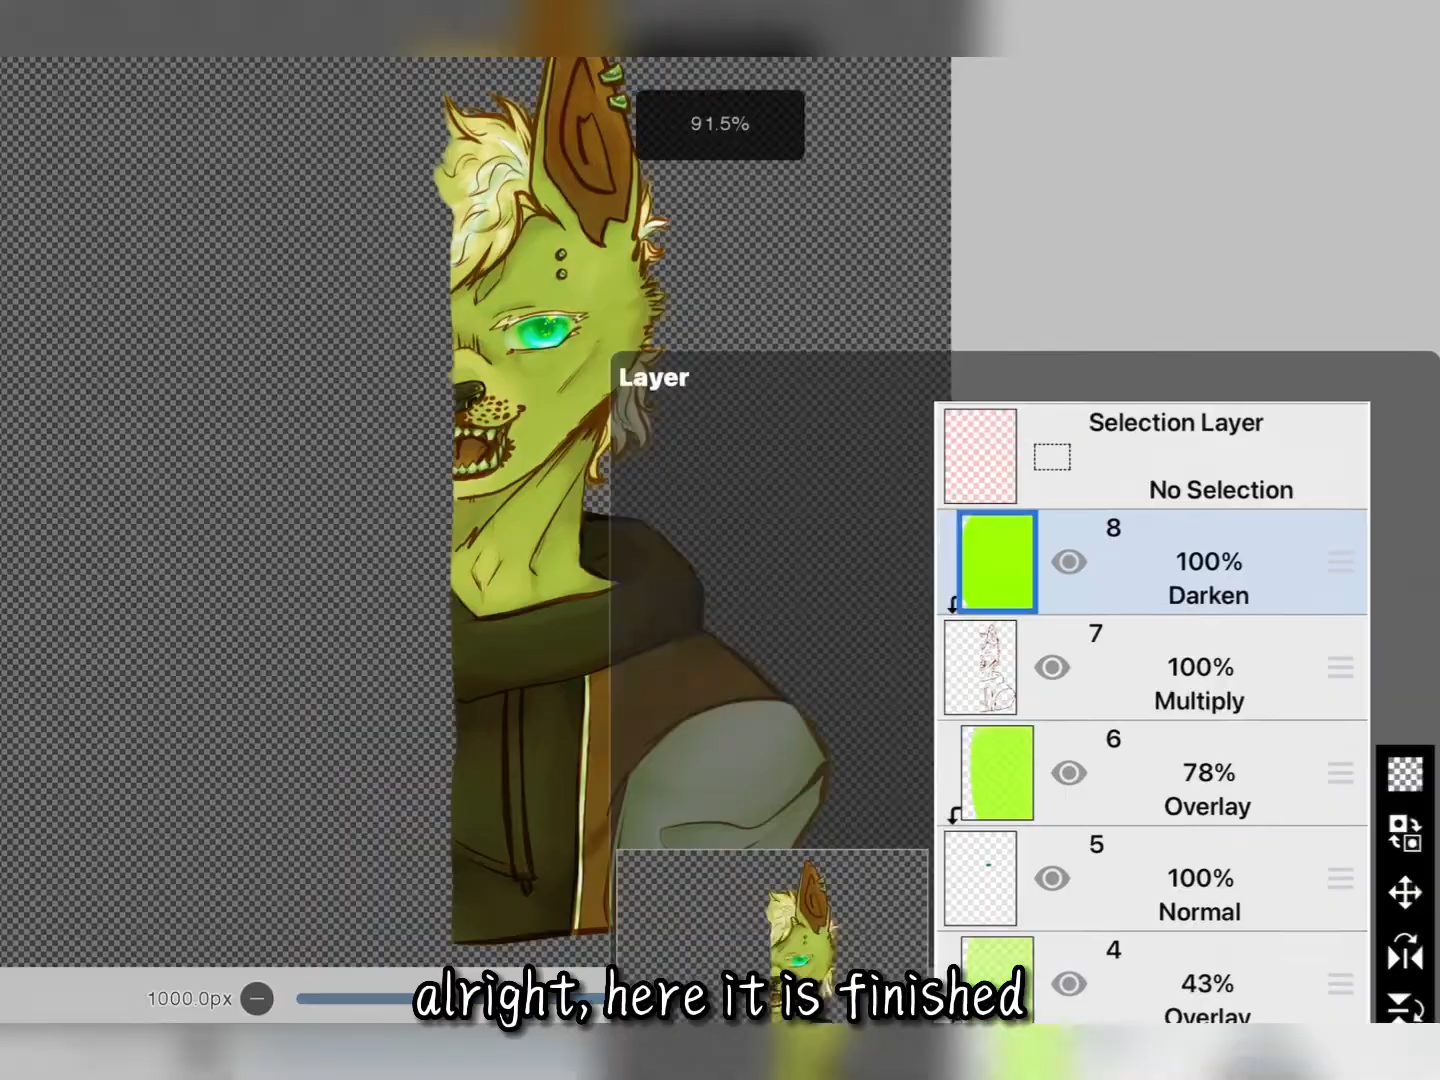 91.5%
Layer
Selection Layer
No Selection
8
100%
Darken
7
100%
Multiply
6
78%
Overlay
5
100%
Normal
4
43%
Overlay
1000.0px
alright, here it is finished